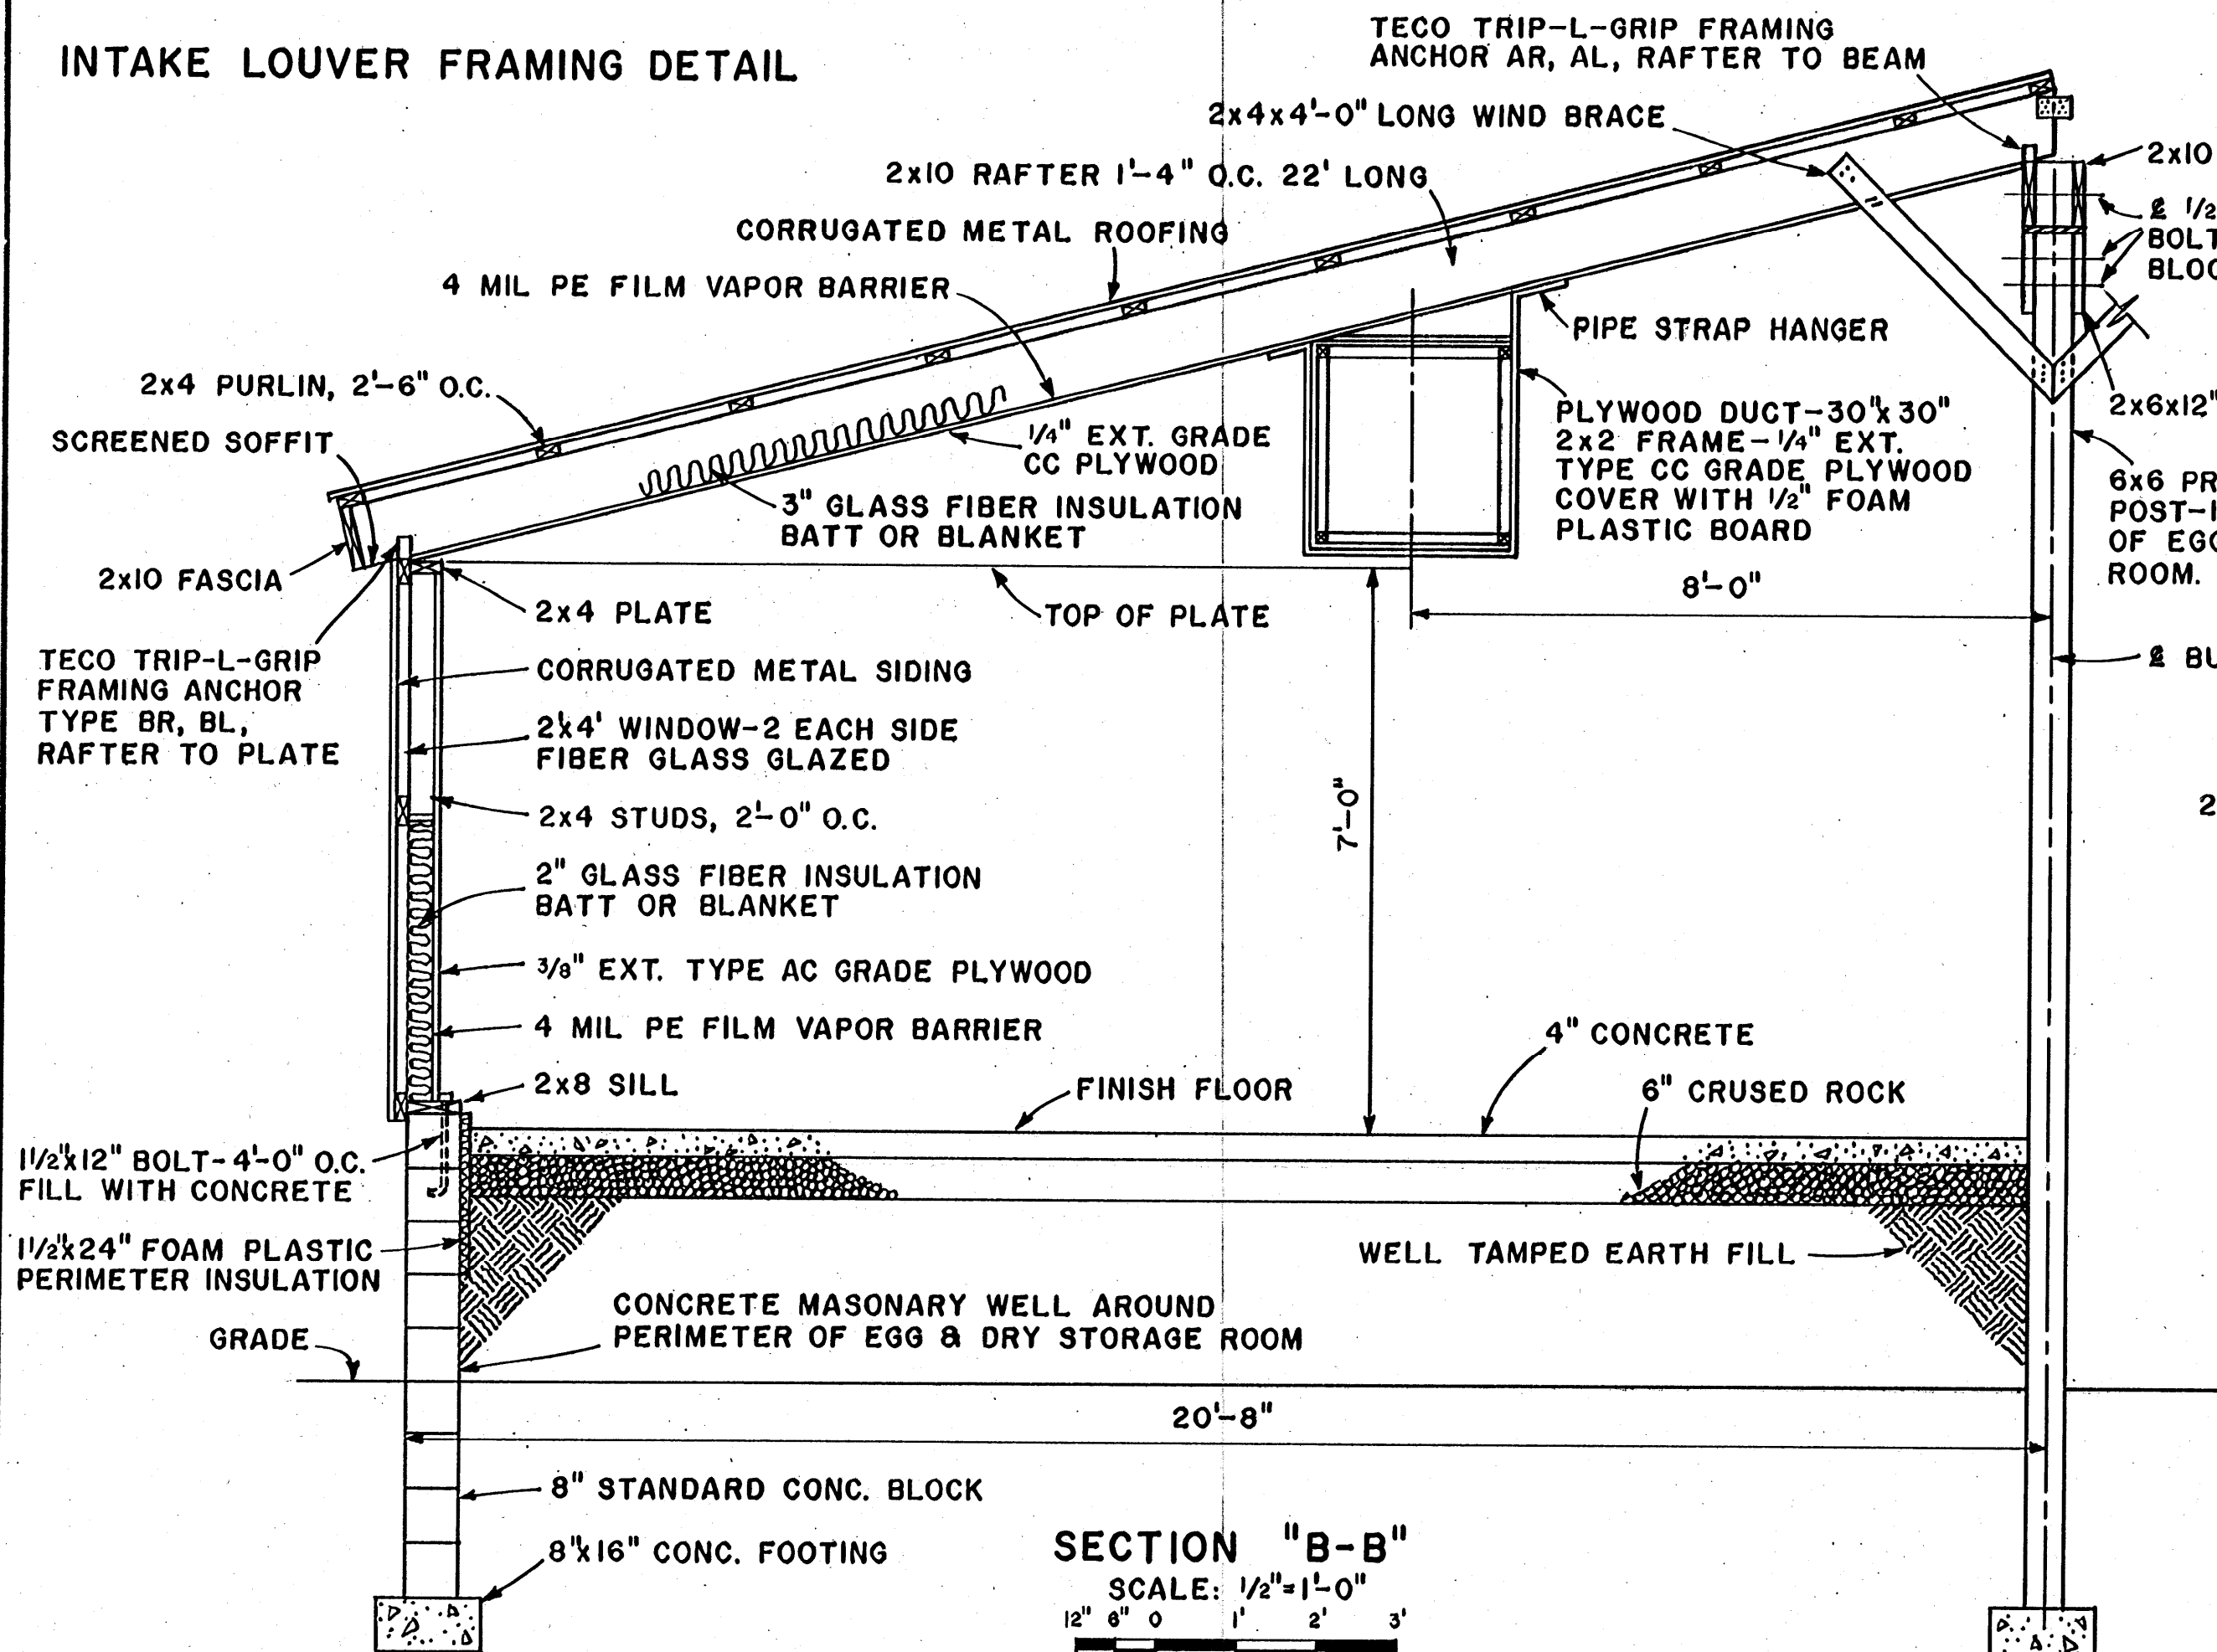 INTAKE LOUVER FRAMING DETAIL
TECO TRIP-L-GRIP FRAMING
ANCHOR AR, AL, RAFTER TO BEAM
2x4x4'-0" LONG WIND BRACE
2x10 RAFTER 1'-4" O.C. 22' LONG
CORRUGATED METAL ROOFING
4 MIL PE FILM VAPOR BARRIER
2x4 PURLIN, 2'-6" O.C.
SCREENED SOFFIT
2x10 FASCIA
TECO TRIP-L-GRIP
FRAMING ANCHOR
TYPE BR, BL,
RAFTER TO PLATE
1/4" EXT. GRADE
CC PLYWOOD
3" GLASS FIBER INSULATION
BATT OR BLANKET
PIPE STRAP HANGER
PLYWOOD DUCT-30"x30"
2x2 FRAME-1/4" EXT.
TYPE CC GRADE PLYWOOD
COVER WITH 1/2" FOAM
PLASTIC BOARD
2x10
℄ 1/2
BOLT
BLOC
2x6x12"
6x6 PR
POST-I
OF EGG
ROOM.
8'-0"
℄ BU
2
2x4 PLATE
TOP OF PLATE
CORRUGATED METAL SIDING
2'x4' WINDOW-2 EACH SIDE
FIBER GLASS GLAZED
2x4 STUDS, 2'-0" O.C.
7'-0"
2" GLASS FIBER INSULATION
BATT OR BLANKET
3/8" EXT. TYPE AC GRADE PLYWOOD
4 MIL PE FILM VAPOR BARRIER
2x8 SILL
FINISH FLOOR
4" CONCRETE
6" CRUSED ROCK
1 1/2"x12" BOLT-4'-0" O.C.
FILL WITH CONCRETE
1 1/2"x24" FOAM PLASTIC
PERIMETER INSULATION
WELL TAMPED EARTH FILL
GRADE
CONCRETE MASONARY WELL AROUND
PERIMETER OF EGG & DRY STORAGE ROOM
20'-8"
8" STANDARD CONC. BLOCK
8"x16" CONC. FOOTING
SECTION "B-B"
SCALE: 1/2"=1'-0"
12" 6" 0 1' 2' 3'